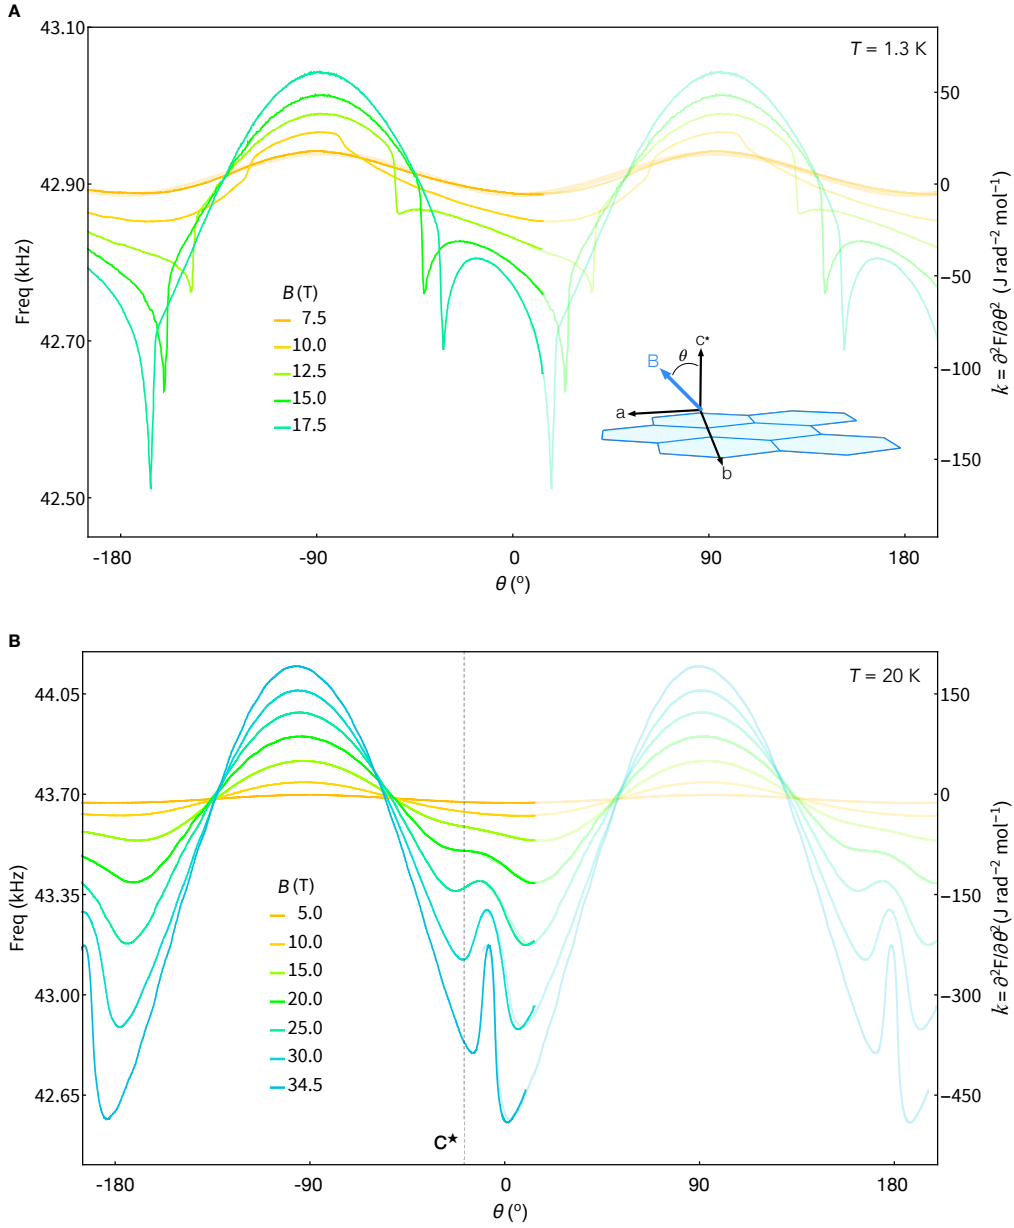 A
T = 1.3 K
43.10
42.90
42.70
42.50
Freq (kHz)
50
0
−50
−100
−150
k = ∂²F/∂θ² (J rad⁻² mol⁻¹)
B (T)
7.5
10.0
12.5
15.0
17.5
c*
θ
B
a
b
-180
-90
0
90
180
θ (°)
B
T = 20 K
44.05
43.70
43.35
43.00
42.65
Freq (kHz)
150
0
−150
−300
−450
k = ∂²F/∂θ² (J rad⁻² mol⁻¹)
B (T)
5.0
10.0
15.0
20.0
25.0
30.0
34.5
C★
-180
-90
0
90
180
θ (°)